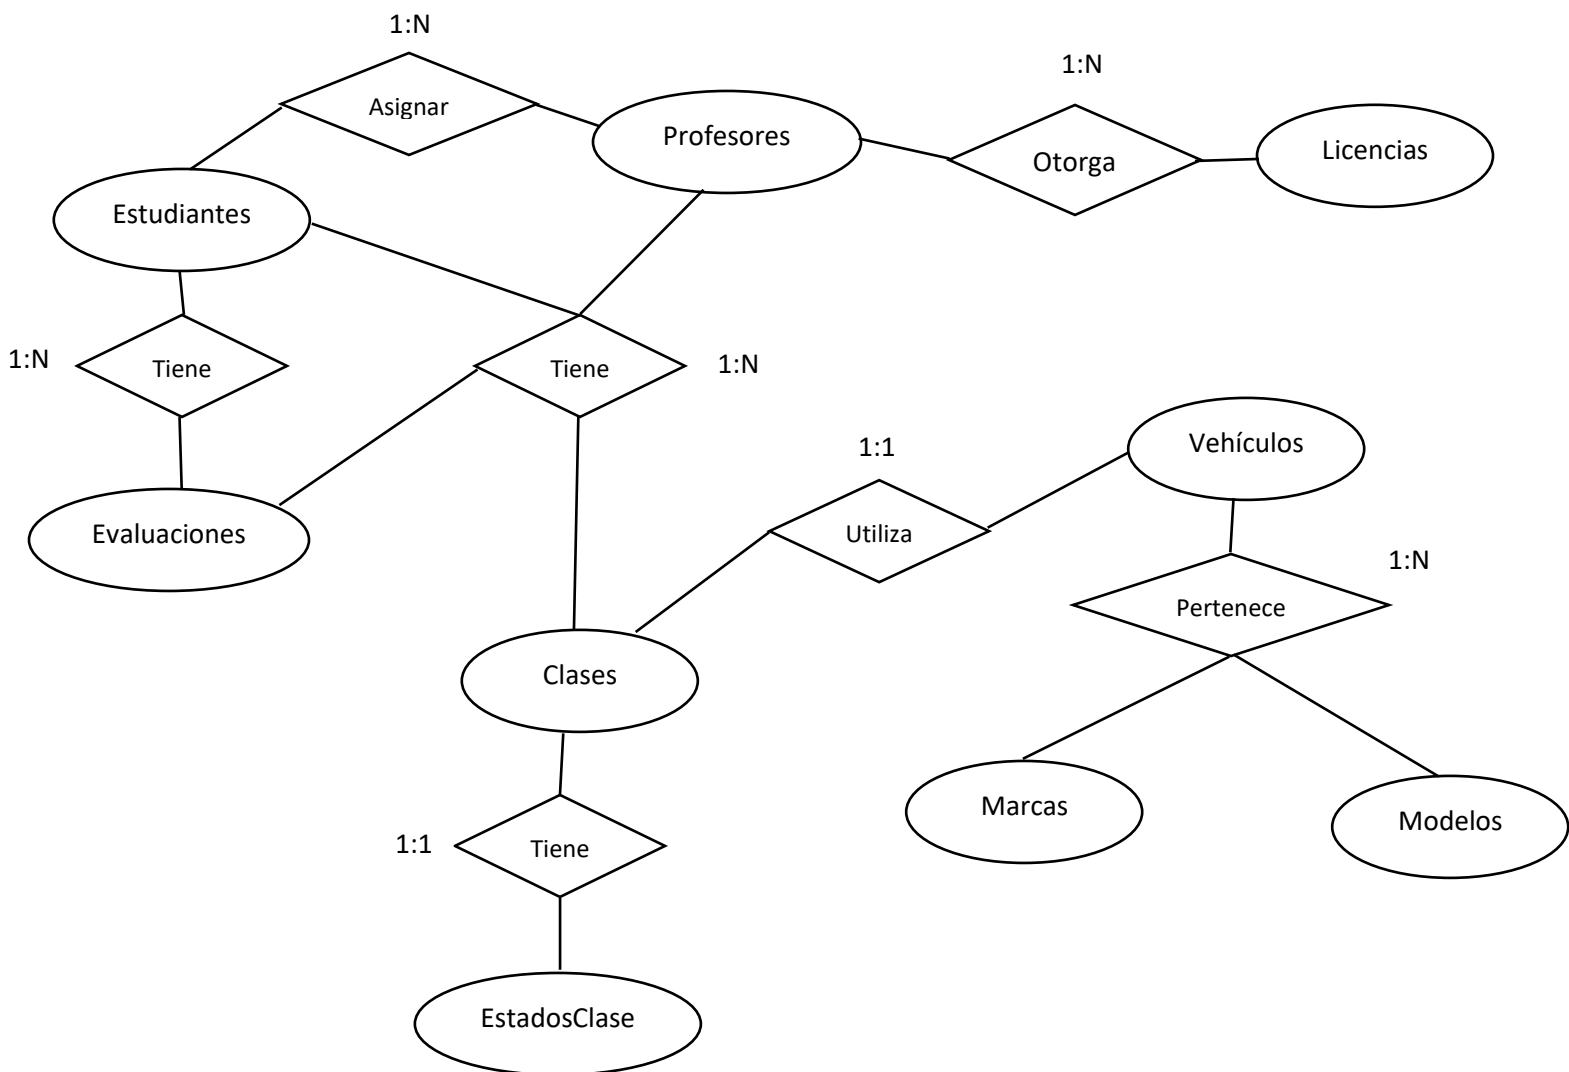 1:N
1:N
Asignar
Profesores
Otorga
Licencias
Estudiantes
1:N
Tiene
Tiene
1:N
1:1
Vehículos
Evaluaciones
Utiliza
1:N
Pertenece
Clases
Marcas
Modelos
1:1
Tiene
EstadosClase